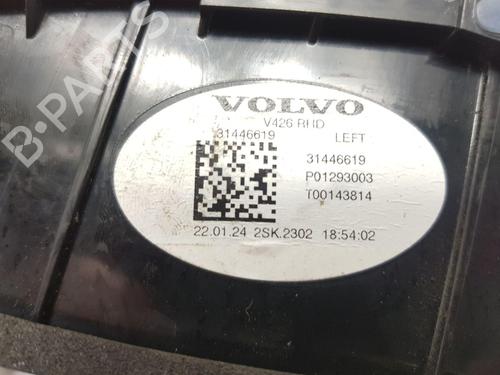 B-PARTS
VOLVO
V426 RHD
31446619 LEFT
31446619
P01293003
T00143814
22.01.24 2SK.2302 18:54:02